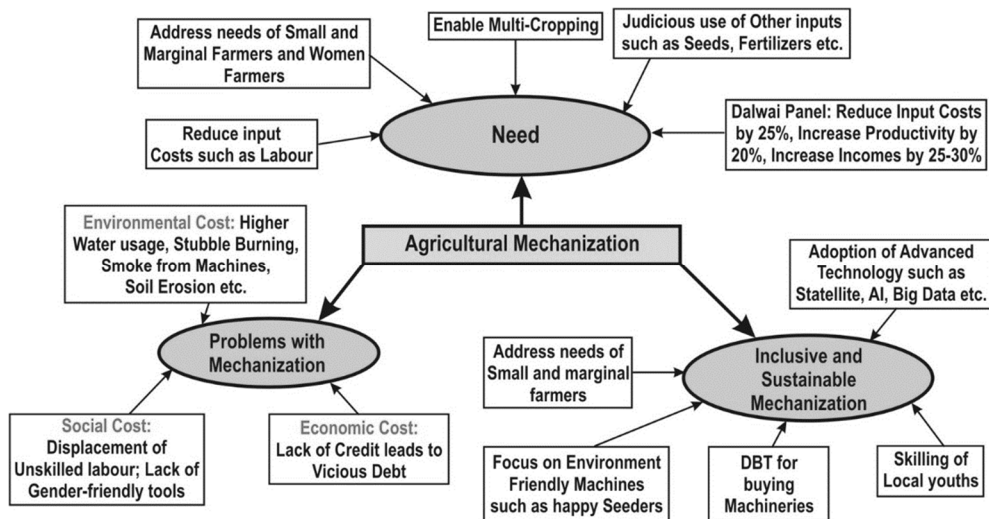 Address needs of Small and
Marginal Farmers and Women
Farmers
Enable Multi-Cropping
Judicious use of Other inputs
such as Seeds, Fertilizers etc.
Reduce input
Costs such as Labour
Need
Dalwai Panel: Reduce Input Costs
by 25%, Increase Productivity by
20%, Increase Incomes by 25-30%
Agricultural Mechanization
Environmental Cost: Higher
Water usage, Stubble Burning,
Smoke from Machines,
Soil Erosion etc.
Problems with
Mechanization
Social Cost:
Displacement of
Unskilled labour; Lack of
Gender-friendly tools
Economic Cost:
Lack of Credit leads to
Vicious Debt
Adoption of Advanced
Technology such as
Statellite, AI, Big Data etc.
Address needs of
Small and marginal
farmers
Inclusive and
Sustainable
Mechanization
Focus on Environment
Friendly Machines
such as happy Seeders
DBT for
buying
Machineries
Skilling of
Local youths